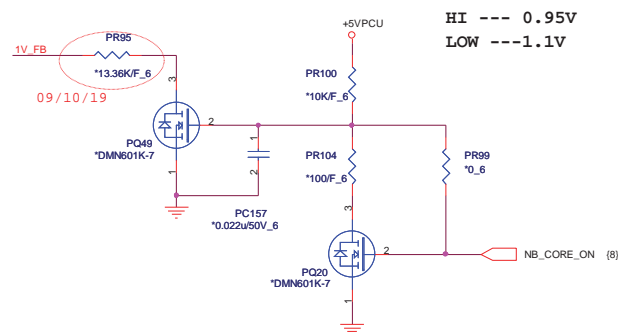 +5VPCU
HI --- 0.95V
LOW ---1.1V
1V_FB
PR95
*13.36K/F_6
09/10/19
3
PR100
*10K/F_6
2
PQ49
*DMN601K-7
1
1
2
PC157
*0.022u/50V_6
PR104
*100/F_6
PR99
*0_6
3
2
NB_CORE_ON {8}
PQ20
*DMN601K-7
1